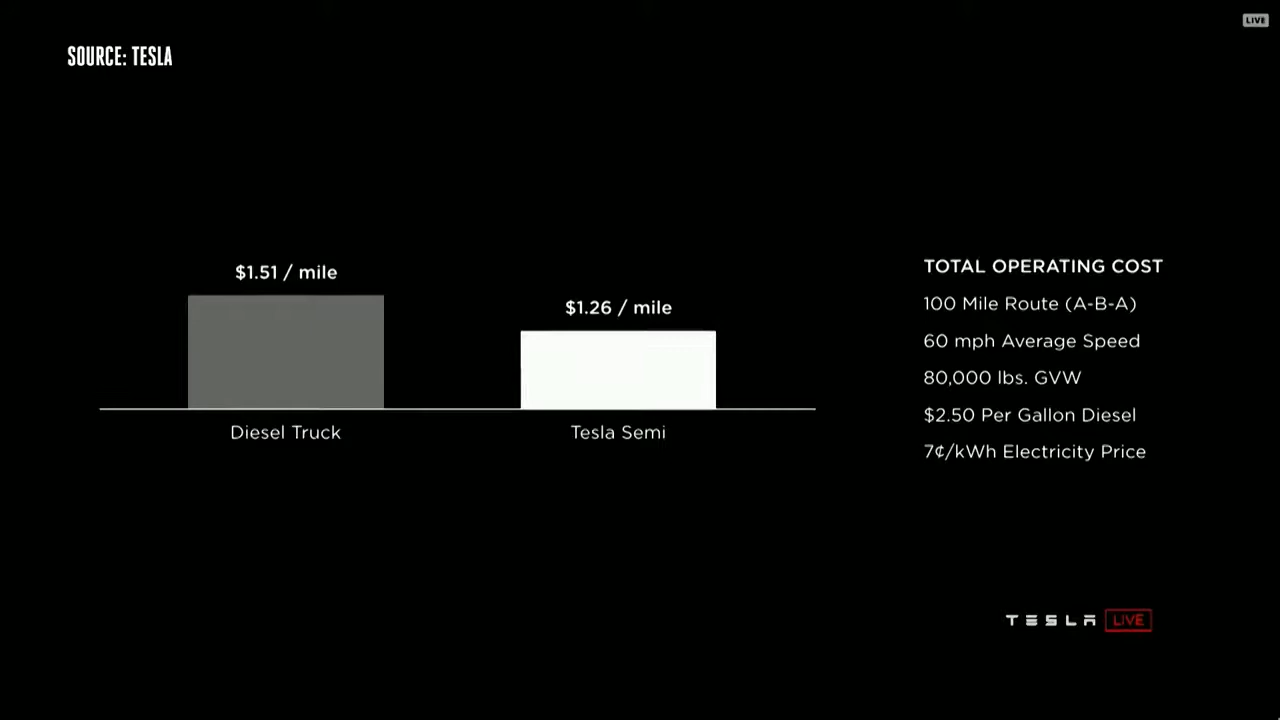 LIVE
SOURCE: TESLA
$1.51 / mile
$1.26 / mile
Diesel Truck
Tesla Semi
TOTAL OPERATING COST
100 Mile Route (A-B-A)
60 mph Average Speed
80,000 lbs. GVW
$2.50 Per Gallon Diesel
7¢/kWh Electricity Price
TESLA LIVE